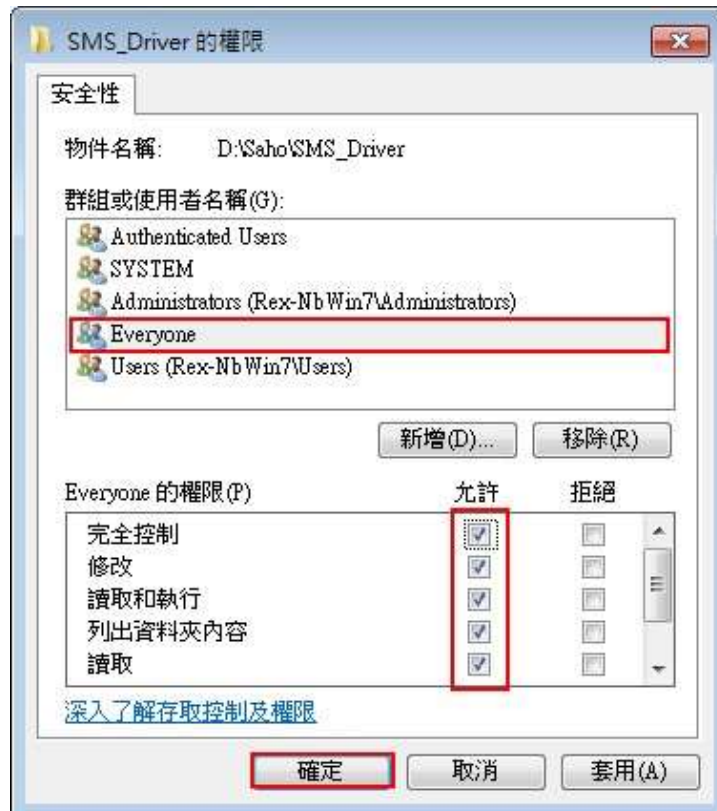 SMS_Driver 的權限
安全性
物件名稱: D:\Saho\SMS_Driver
群組或使用者名稱(G):
Authenticated Users
SYSTEM
Administrators (Rex-NbWin7\Administrators)
Everyone
Users (Rex-NbWin7\Users)
新增(D)... 移除(R)
Everyone 的權限(P) 允許 拒絕
完全控制
修改
讀取和執行
列出資料夾內容
讀取
深入了解存取控制及權限
確定 取消 套用(A)